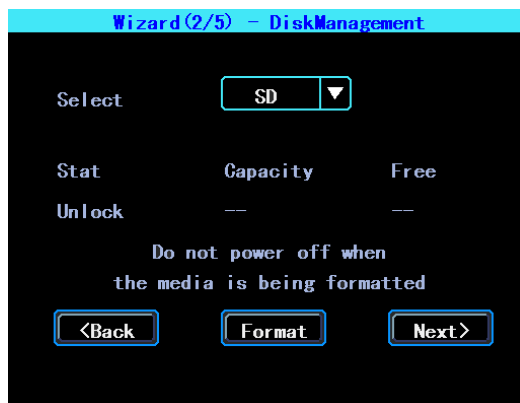 Wizard(2/5) - DiskManagement
Select SD
Stat Capacity Free
Unlock -- --
Do not power off when
the media is being formatted
<Back Format Next>